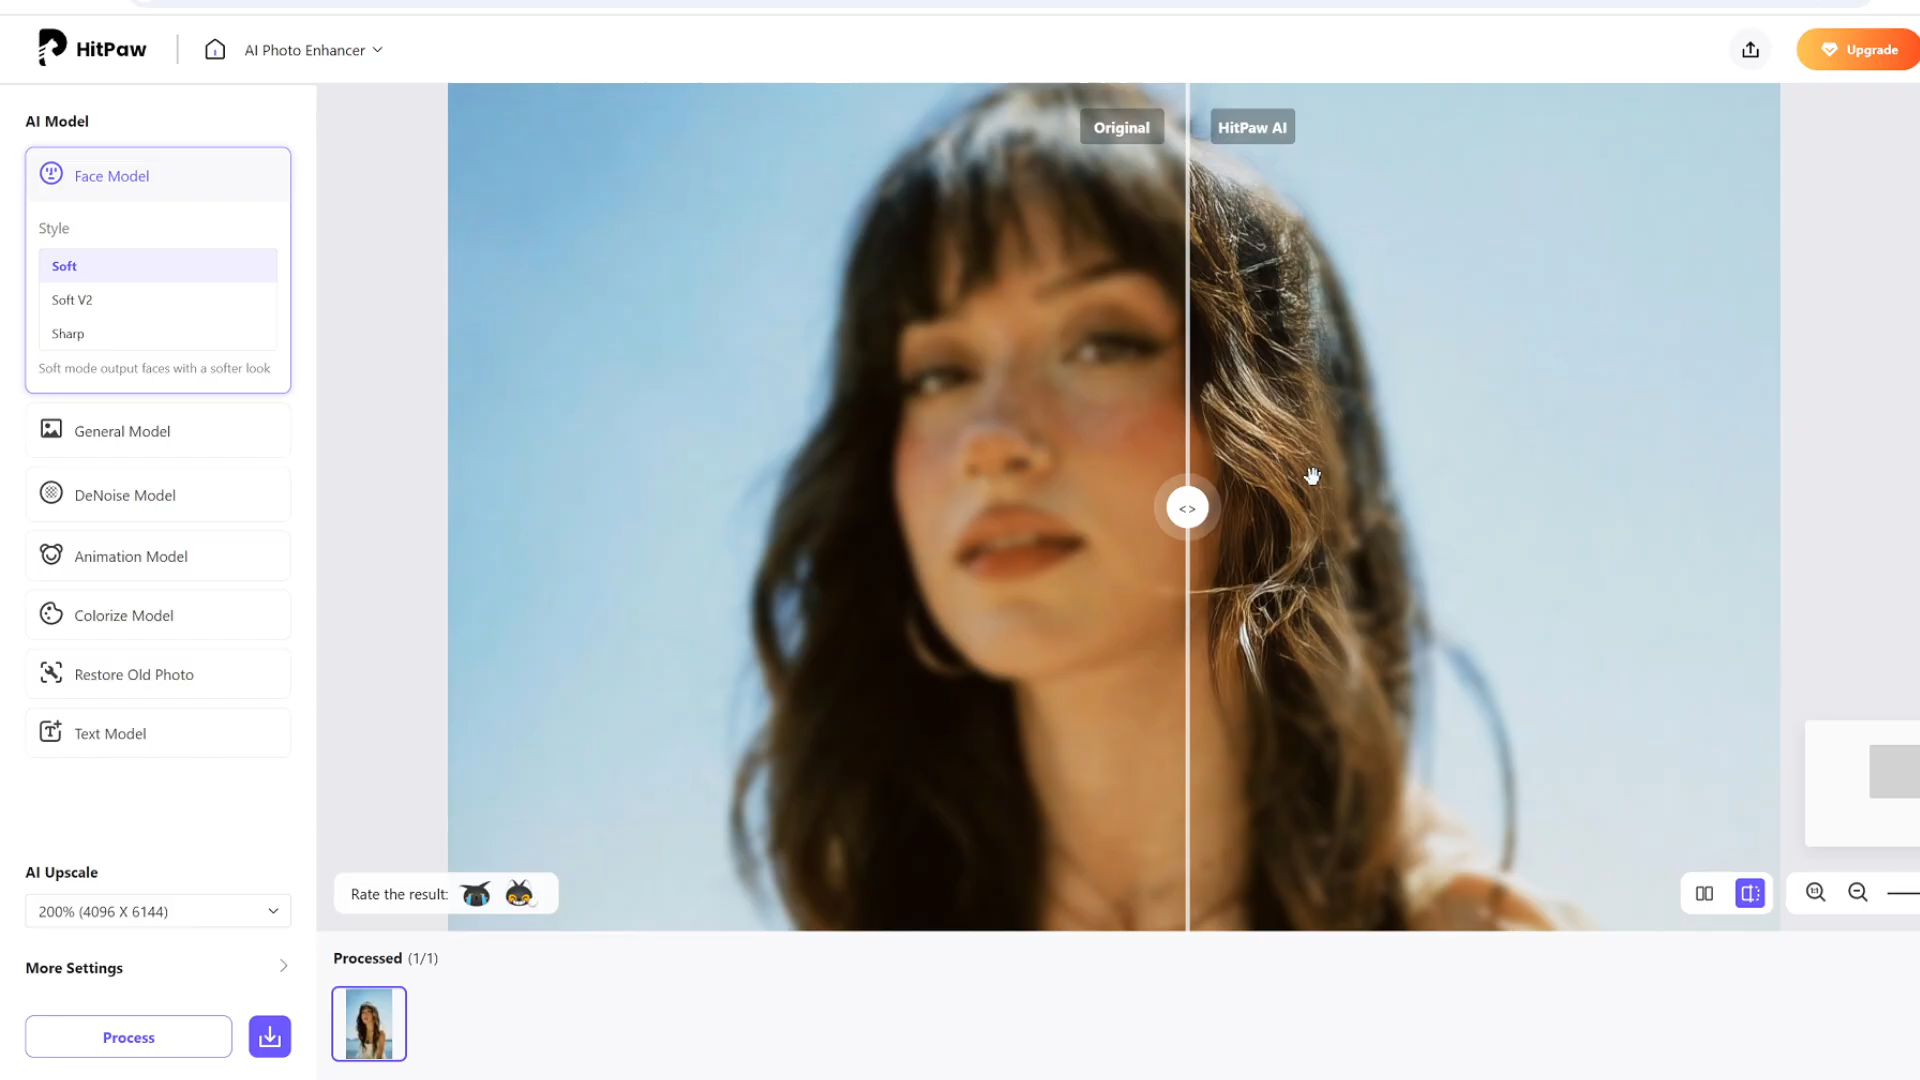 HitPaw
AI Photo Enhancer
Upgrade
AI Model
Face Model
Style
Soft
Soft V2
Sharp
Soft mode output faces with a softer look
General Model
DeNoise Model
Animation Model
Colorize Model
Restore Old Photo
Text Model
AI Upscale
200% (4096 X 6144)
More Settings
Process
Original
HitPaw AI
<>
Rate the result:
Processed (1/1)